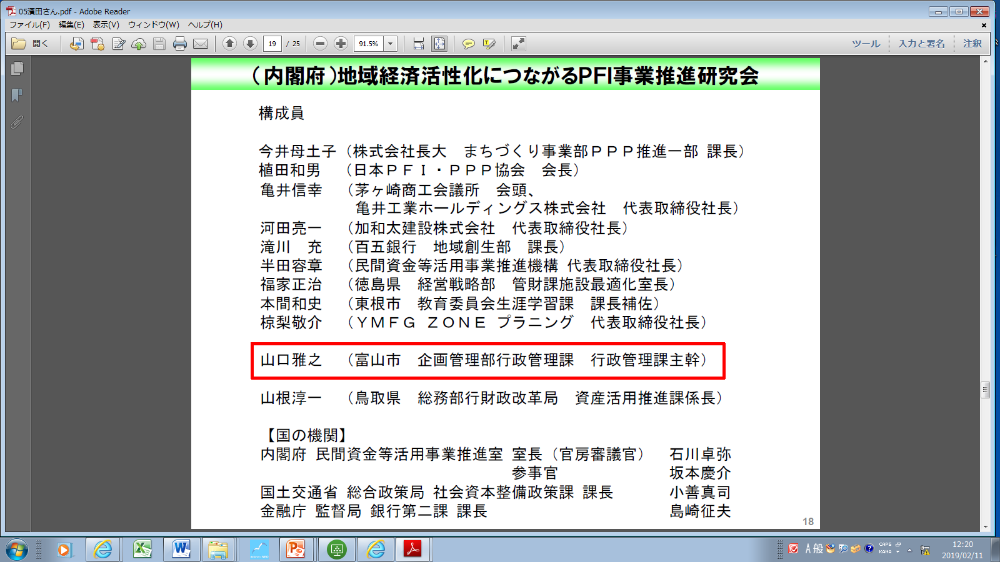 05濱田さん.pdf - Adobe Reader
ファイル(F) 編集(E) 表示(V) ウィンドウ(W) ヘルプ(H)
開く 19 / 25 91.5% ツール 入力と署名 注釈
（内閣府）地域経済活性化につながるPFI事業推進研究会
構成員
今井母土子（株式会社長大　まちづくり事業部ＰＰＰ推進一部 課長）
植田和男　（日本ＰＦＩ・ＰＰＰ協会　会長）
亀井信幸　（茅ヶ崎商工会議所　会頭、
亀井工業ホールディングス株式会社　代表取締役社長）
河田亮一　（加和太建設株式会社　代表取締役社長）
滝川　充　（百五銀行　地域創生部　課長）
半田容章　（民間資金等活用事業推進機構 代表取締役社長）
福家正治　（徳島県　経営戦略部　管財課施設最適化室長）
本間和史　（東根市　教育委員会生涯学習課　課長補佐）
椋梨敬介　（ＹＭＦＧ ＺＯＮＥ プラニング　代表取締役社長）
山口雅之　（富山市　企画管理部行政管理課　行政管理課主幹）
山根淳一　（鳥取県　総務部行財政改革局　資産活用推進課係長）
【国の機関】
内閣府 民間資金等活用事業推進室 室長（官房審議官）　石川卓弥
参事官　坂本慶介
国土交通省 総合政策局 社会資本整備政策課 課長　小善真司
金融庁 監督局 銀行第二課 課長　島崎征夫
18
A 般 CAPS KANA
12:20
2019/02/11